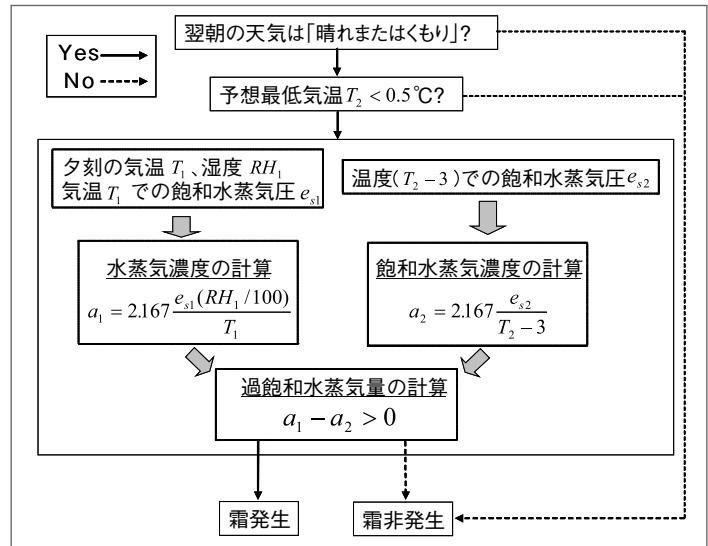 翌朝の天気は「晴れまたはくもり」?
Yes
No
予想最低気温 T₂ < 0.5℃?
夕刻の気温 T₁、湿度 RH₁
気温 T₁ での飽和水蒸気圧 eₛ₁
温度(T₂ − 3)での飽和水蒸気圧 eₛ₂
水蒸気濃度の計算
a₁ = 2.167 eₛ₁(RH₁/100) / T₁
飽和水蒸気濃度の計算
a₂ = 2.167 eₛ₂ / (T₂ − 3)
過飽和水蒸気量の計算
a₁ − a₂ > 0
霜発生
霜非発生